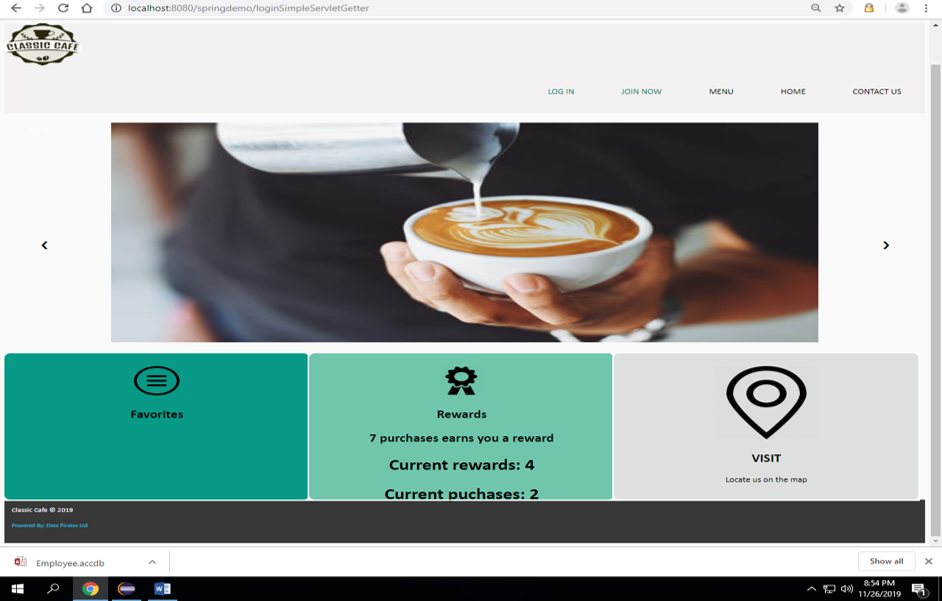 localhost:8080/springdemo/loginSimpleServletGetter
CLASSIC CAFE
LOG IN JOIN NOW MENU HOME CONTACT US
Favorites
Rewards
7 purchases earns you a reward
Current rewards: 4
Current puchases: 2
VISIT
Locate us on the map
Classic Cafe © 2019
Powered By: Data Pirates Ltd
Employee.accdb
Show all
8:54 PM
11/26/2019
1